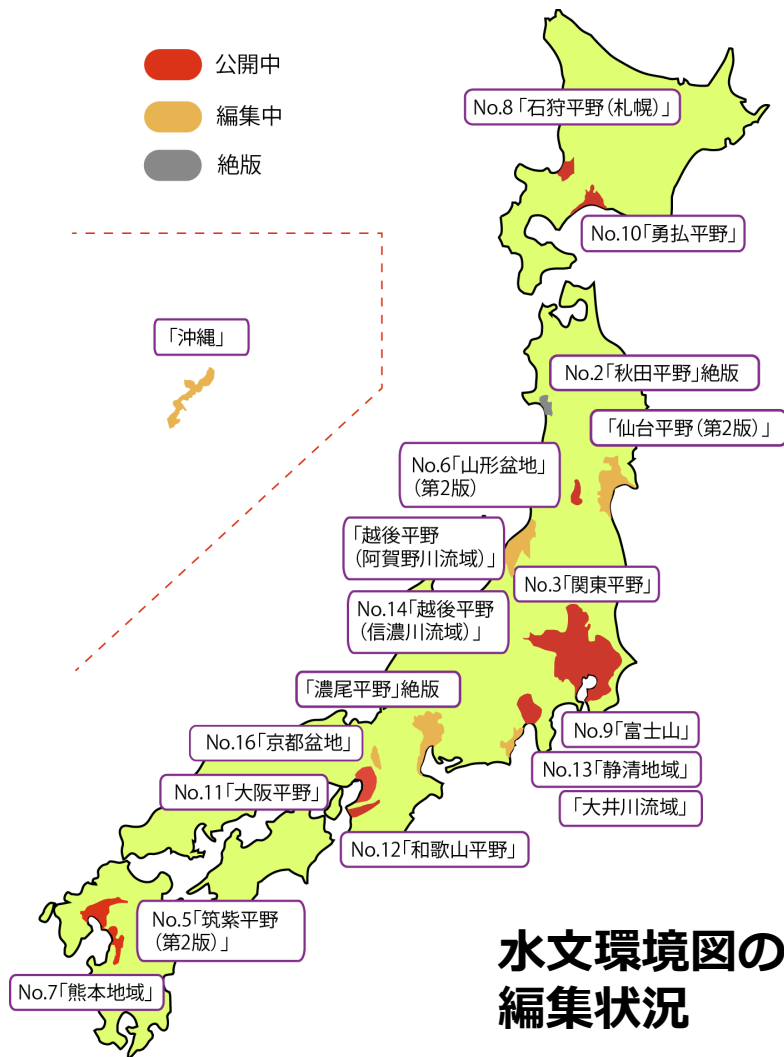 公開中
編集中
絶版
No.8「石狩平野(札幌)」
No.10「勇払平野」
「沖縄」
No.2「秋田平野」絶版
「仙台平野(第2版)」
No.6「山形盆地」
(第2版)
「越後平野
(阿賀野川流域)」
No.3「関東平野」
No.14「越後平野
(信濃川流域)」
「濃尾平野」絶版
No.9「富士山」
No.16「京都盆地」
No.13「静清地域」
No.11「大阪平野」
「大井川流域」
No.12「和歌山平野」
No.5「筑紫平野
(第2版)」
No.7「熊本地域」
水文環境図の
編集状況